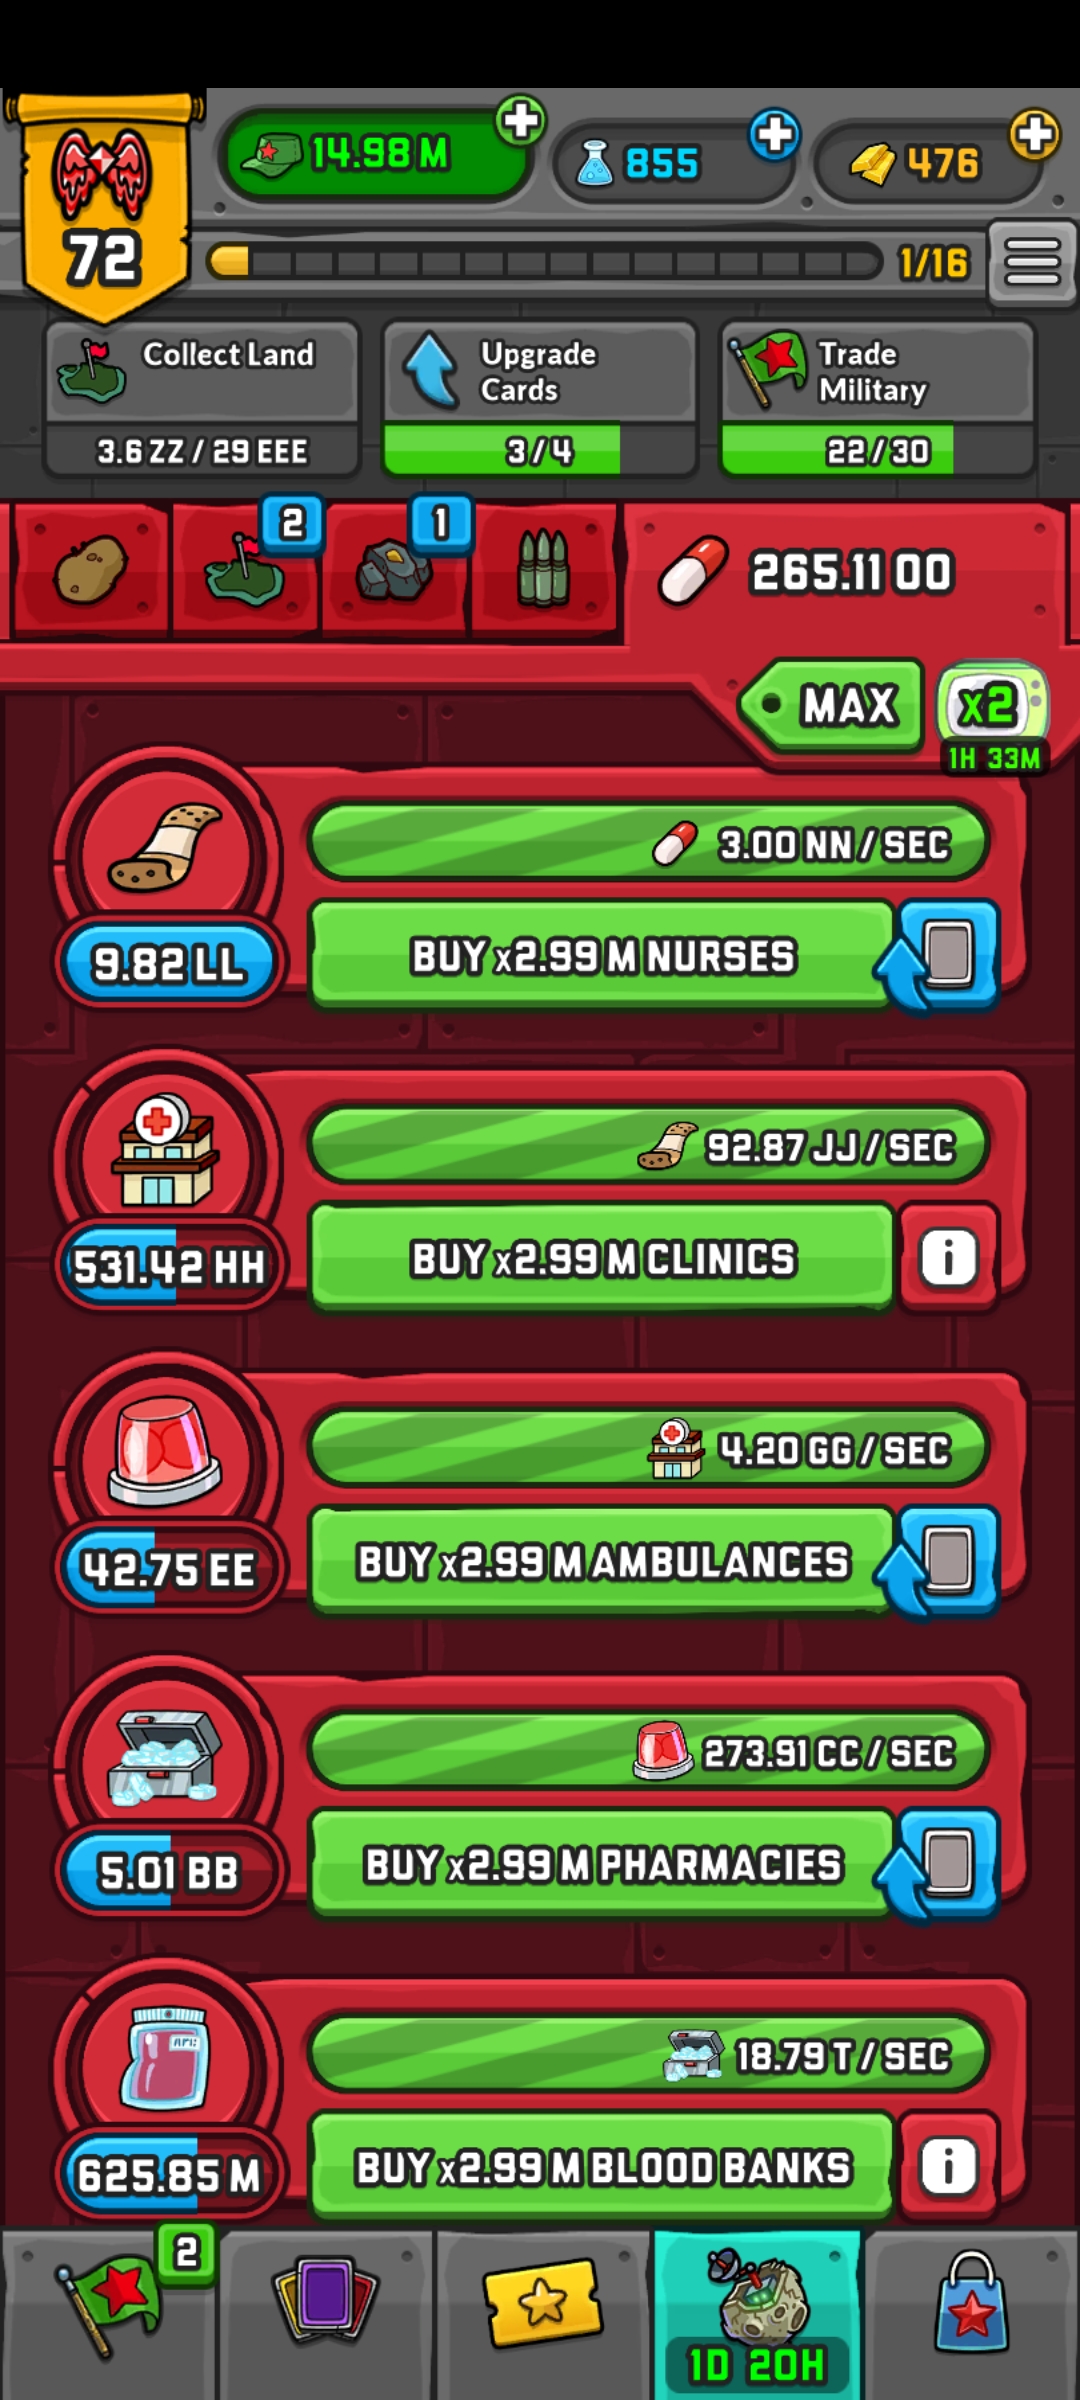 14.98 M
855
476
72
1/16
Collect Land
3.6 ZZ / 29 EEE
Upgrade
Cards
3/4
Trade
Military
22/30
2
1
265.11 OO
MAX
x2
1H 33M
3.00 NN / SEC
9.82 LL
BUY x2.99 M NURSES
92.87 JJ / SEC
531.42 HH
BUY x2.99 M CLINICS
i
4.20 GG / SEC
42.75 EE
BUY x2.99 M AMBULANCES
273.91 CC / SEC
5.01 BB
BUY x2.99 M PHARMACIES
18.79 T / SEC
625.85 M
BUY x2.99 M BLOOD BANKS
i
2
1D 20H